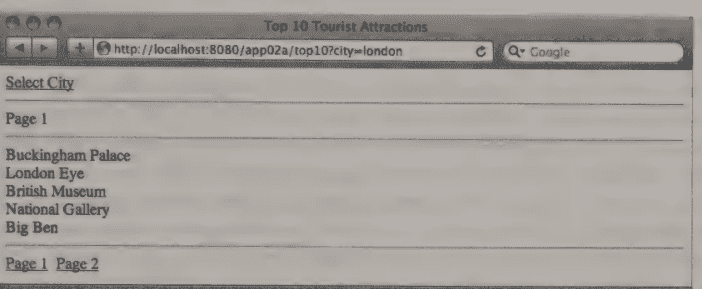 Top 10 Tourist Attractions
http://localhost:8080/app02a/top10?city=london
Google
Select City
Page 1
Buckingham Palace
London Eye
British Museum
National Gallery
Big Ben
Page 1 Page 2